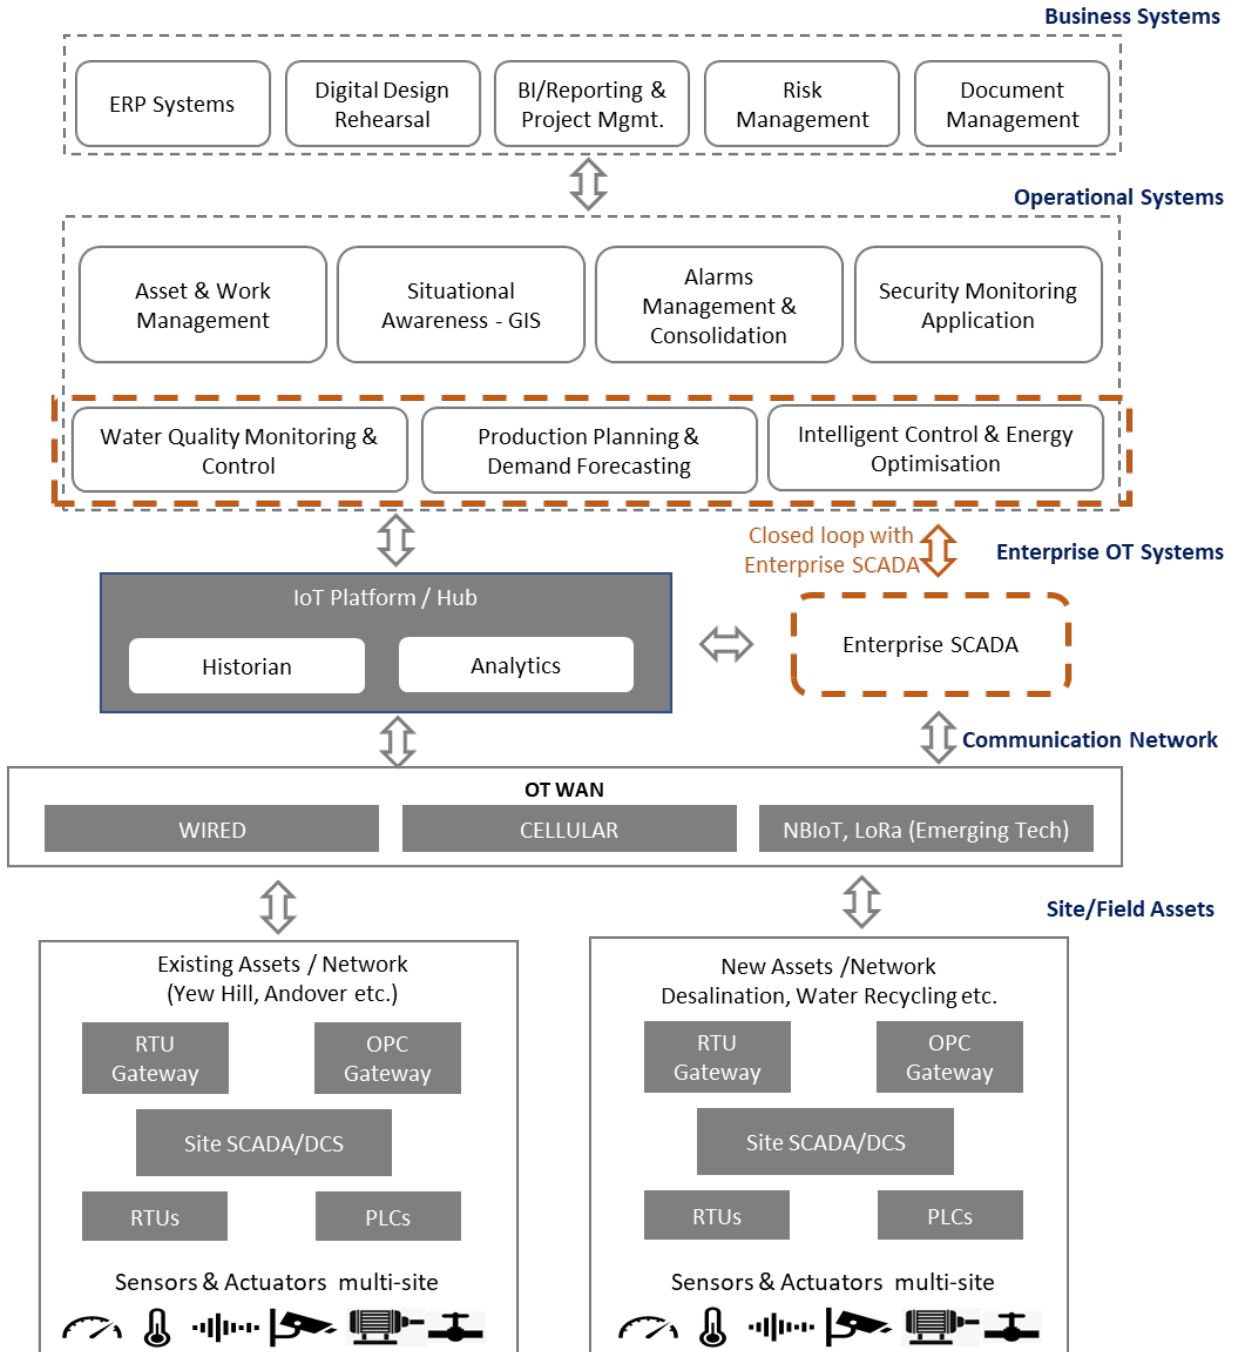 Business Systems
ERP Systems
Digital Design
Rehearsal
BI/Reporting &
Project Mgmt.
Risk
Management
Document
Management
Operational Systems
Asset & Work
Management
Situational
Awareness - GIS
Alarms
Management &
Consolidation
Security Monitoring
Application
Water Quality Monitoring &
Control
Production Planning &
Demand Forecasting
Intelligent Control & Energy
Optimisation
Closed loop with
Enterprise SCADA
Enterprise OT Systems
IoT Platform / Hub
Historian
Analytics
Enterprise SCADA
Communication Network
OT WAN
WIRED
CELLULAR
NBIoT, LoRa (Emerging Tech)
Site/Field Assets
Existing Assets / Network
(Yew Hill, Andover etc.)
RTU
Gateway
OPC
Gateway
Site SCADA/DCS
RTUs
PLCs
Sensors & Actuators multi-site
New Assets /Network
Desalination, Water Recycling etc.
RTU
Gateway
OPC
Gateway
Site SCADA/DCS
RTUs
PLCs
Sensors & Actuators multi-site